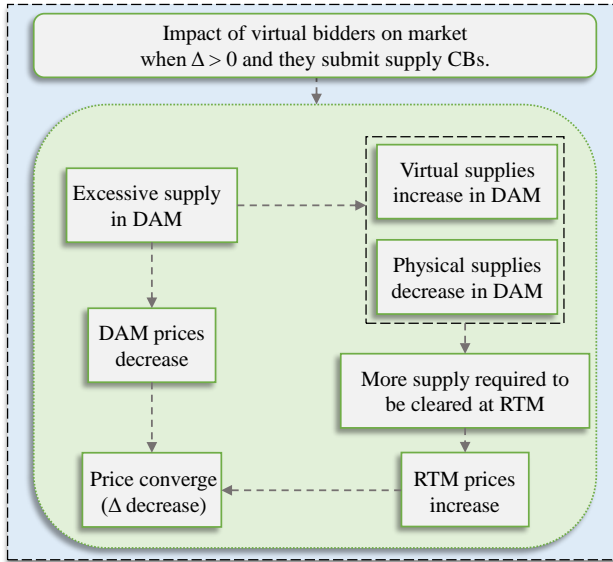 Impact of virtual bidders on market
when Δ > 0 and they submit supply CBs.
Excessive supply
in DAM
Virtual supplies
increase in DAM
Physical supplies
decrease in DAM
DAM prices
decrease
More supply required to
be cleared at RTM
Price converge
(Δ decrease)
RTM prices
increase